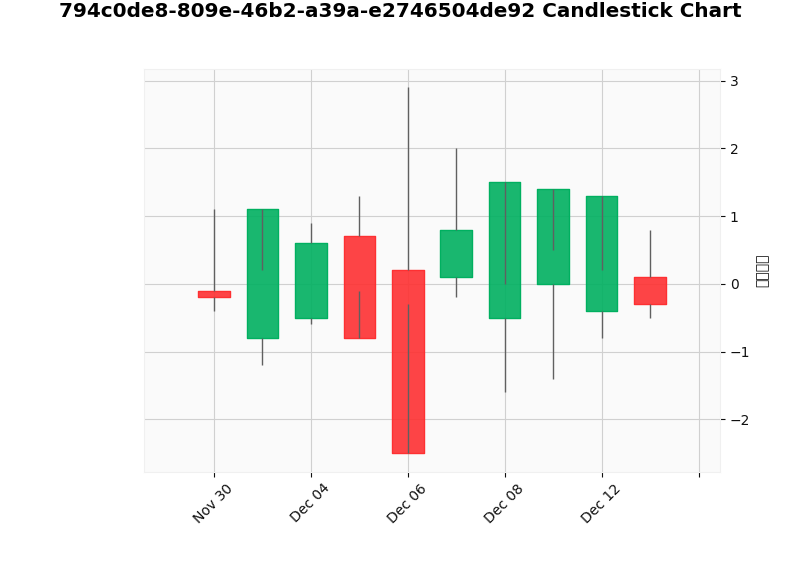 794c0de8-809e-46b2-a39a-e2746504de92 Candlestick Chart
3
2
1
0
−1
−2
Nov 30
Dec 04
Dec 06
Dec 08
Dec 12